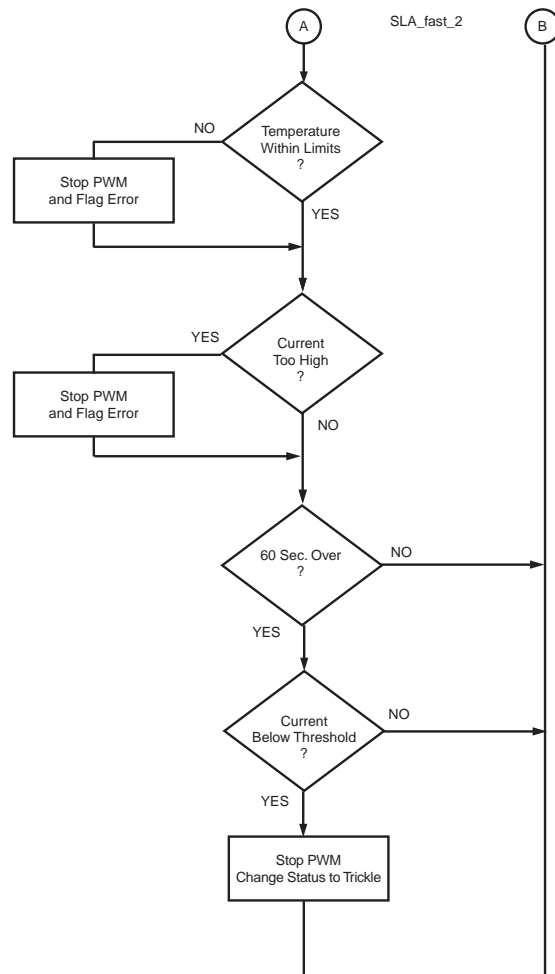 A
SLA_fast_2
B
Temperature
Within Limits
?
NO
Stop PWM
and Flag Error
YES
Current
Too High
?
YES
Stop PWM
and Flag Error
NO
60 Sec. Over
?
NO
YES
Current
Below Threshold
?
NO
YES
Stop PWM
Change Status to Trickle